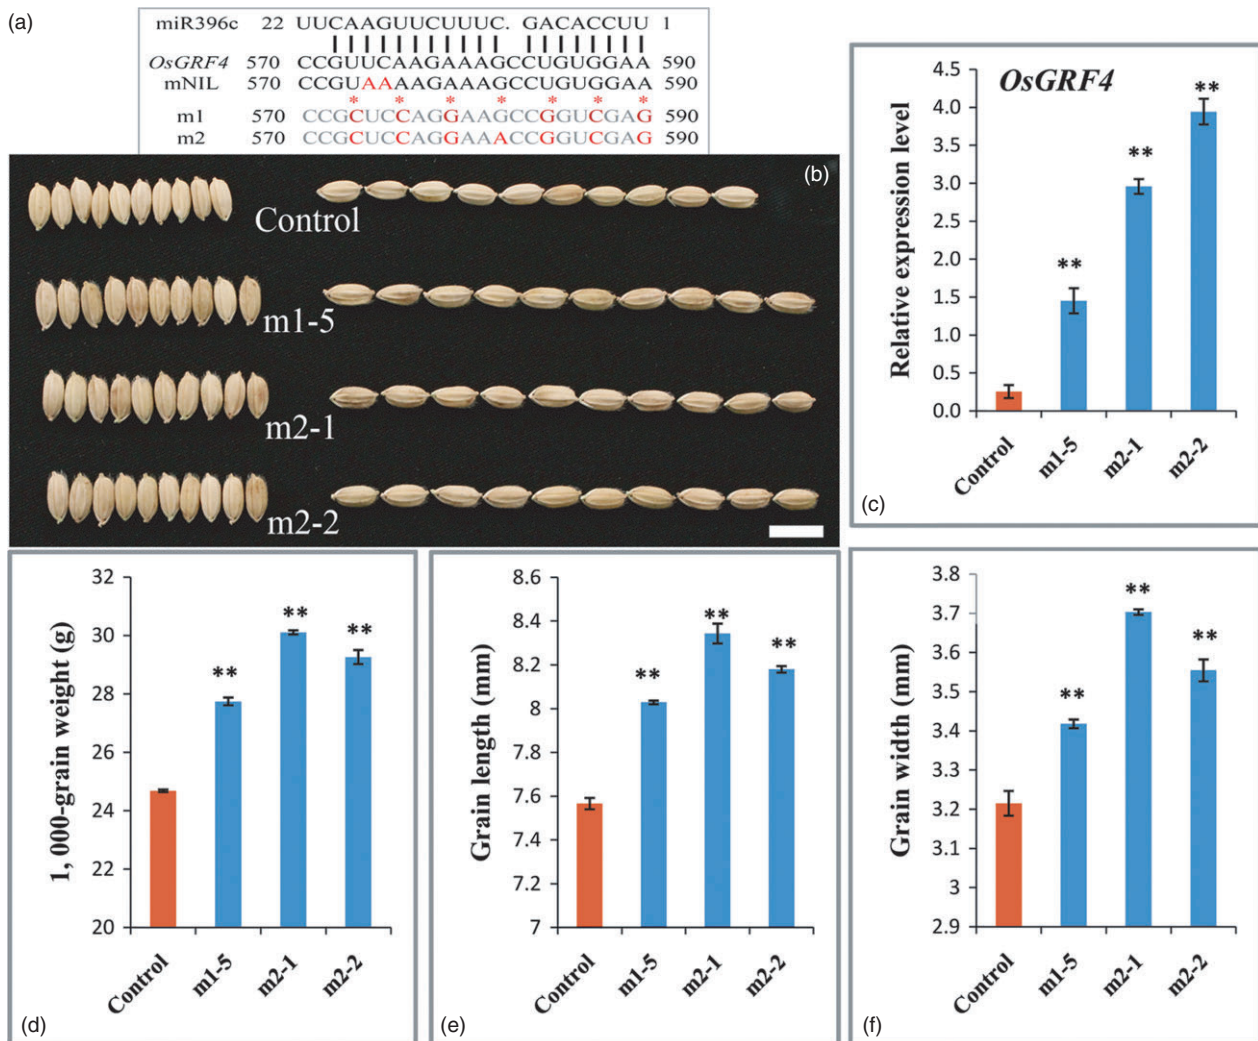 (a)
miR396c 22 UUCAAGUUCUUUC. GACACCUU 1
OsGRF4 570 CCGUUCAAGAAAGCCUGUGGAA 590
mNIL 570 CCGUAAAAGAAAGCCUGUGGAA 590
* * * * * * *
m1 570 CCGCUCCAGGAAGCCGGUCGAG 590
m2 570 CCGCUCCAGGAAACCGGUCGAG 590
(b)
Control
m1-5
m2-1
m2-2
OsGRF4
Relative expression level
4.5
4.0
3.5
3.0
2.5
2.0
1.5
1.0
0.5
0.0
**
**
**
Control
m1-5
m2-1
m2-2
(c)
1, 000-grain weight (g)
32
30
28
26
24
22
20
**
**
**
Control
m1-5
m2-1
m2-2
(d)
Grain length (mm)
8.6
8.4
8.2
8
7.8
7.6
7.4
7.2
7
**
**
**
Control
m1-5
m2-1
m2-2
(e)
Grain width (mm)
3.8
3.7
3.6
3.5
3.4
3.3
3.2
3.1
3
2.9
**
**
**
Control
m1-5
m2-1
m2-2
(f)